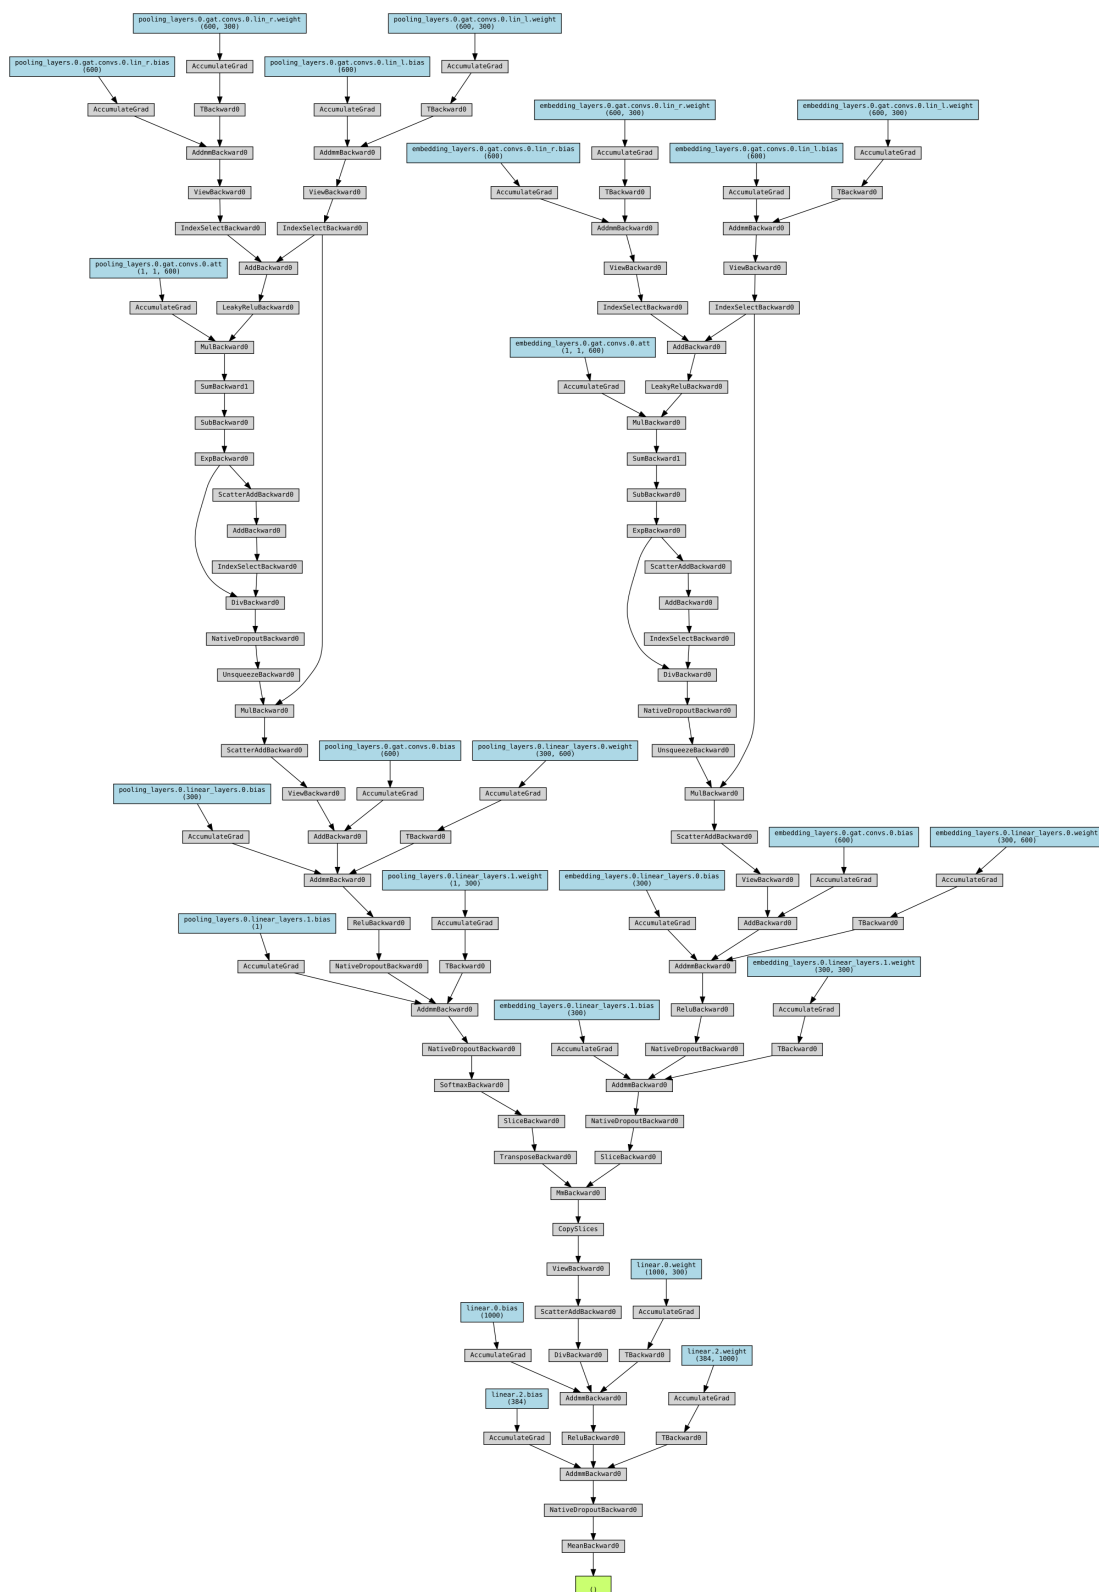 pooling_layers.0.gat.convs.0.lin_r.weight
(600, 300)
pooling_layers.0.gat.convs.0.lin_l.weight
(600, 300)
pooling_layers.0.gat.convs.0.lin_r.bias
(600)
AccumulateGrad
pooling_layers.0.gat.convs.0.lin_l.bias
(600)
AccumulateGrad
AccumulateGrad
TBackward0
AccumulateGrad
TBackward0
embedding_layers.0.gat.convs.0.lin_r.weight
(600, 300)
embedding_layers.0.gat.convs.0.lin_l.weight
(600, 300)
AddmmBackward0
AddmmBackward0
embedding_layers.0.gat.convs.0.lin_r.bias
(600)
AccumulateGrad
embedding_layers.0.gat.convs.0.lin_l.bias
(600)
AccumulateGrad
ViewBackward0
ViewBackward0
AccumulateGrad
TBackward0
AccumulateGrad
TBackward0
IndexSelectBackward0
IndexSelectBackward0
AddmmBackward0
AddmmBackward0
pooling_layers.0.gat.convs.0.att
(1, 1, 600)
AddBackward0
ViewBackward0
ViewBackward0
AccumulateGrad
LeakyReluBackward0
IndexSelectBackward0
IndexSelectBackward0
MulBackward0
embedding_layers.0.gat.convs.0.att
(1, 1, 600)
AddBackward0
SumBackward1
AccumulateGrad
LeakyReluBackward0
SubBackward0
MulBackward0
ExpBackward0
SumBackward1
ScatterAddBackward0
SubBackward0
AddBackward0
ExpBackward0
IndexSelectBackward0
ScatterAddBackward0
DivBackward0
AddBackward0
NativeDropoutBackward0
IndexSelectBackward0
UnsqueezeBackward0
DivBackward0
MulBackward0
NativeDropoutBackward0
ScatterAddBackward0
pooling_layers.0.gat.convs.0.bias
(600)
pooling_layers.0.linear_layers.0.weight
(300, 600)
UnsqueezeBackward0
pooling_layers.0.linear_layers.0.bias
(300)
ViewBackward0
AccumulateGrad
AccumulateGrad
MulBackward0
AccumulateGrad
AddBackward0
TBackward0
ScatterAddBackward0
embedding_layers.0.gat.convs.0.bias
(600)
embedding_layers.0.linear_layers.0.weight
(300, 600)
AddmmBackward0
pooling_layers.0.linear_layers.1.weight
(1, 300)
embedding_layers.0.linear_layers.0.bias
(300)
ViewBackward0
AccumulateGrad
AccumulateGrad
pooling_layers.0.linear_layers.1.bias
(1)
ReluBackward0
AccumulateGrad
AccumulateGrad
AddBackward0
TBackward0
AccumulateGrad
NativeDropoutBackward0
TBackward0
AddmmBackward0
embedding_layers.0.linear_layers.1.weight
(300, 300)
AddmmBackward0
embedding_layers.0.linear_layers.1.bias
(300)
ReluBackward0
AccumulateGrad
NativeDropoutBackward0
AccumulateGrad
NativeDropoutBackward0
TBackward0
SoftmaxBackward0
AddmmBackward0
SliceBackward0
NativeDropoutBackward0
TransposeBackward0
SliceBackward0
MmBackward0
CopySlices
ViewBackward0
linear.0.weight
(1000, 300)
linear.0.bias
(1000)
ScatterAddBackward0
AccumulateGrad
AccumulateGrad
DivBackward0
TBackward0
linear.2.weight
(384, 1000)
linear.2.bias
(384)
AddmmBackward0
AccumulateGrad
AccumulateGrad
ReluBackward0
TBackward0
AddmmBackward0
NativeDropoutBackward0
MeanBackward0
()